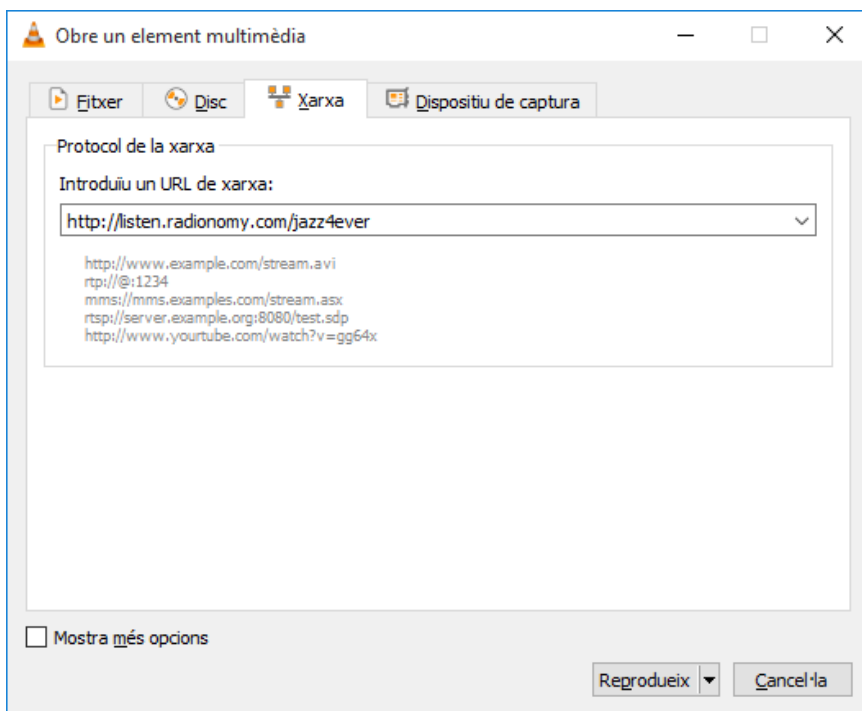 Obre un element multimèdia
Fitxer Disc Xarxa Dispositiu de captura
Protocol de la xarxa
Introduïu un URL de xarxa:
http://listen.radionomy.com/jazz4ever
http://www.example.com/stream.avi
rtp://@:1234
mms://mms.examples.com/stream.asx
rtsp://server.example.org:8080/test.sdp
http://www.yourtube.com/watch?v=gg64x
Mostra més opcions
Reprodueix Cancel·la